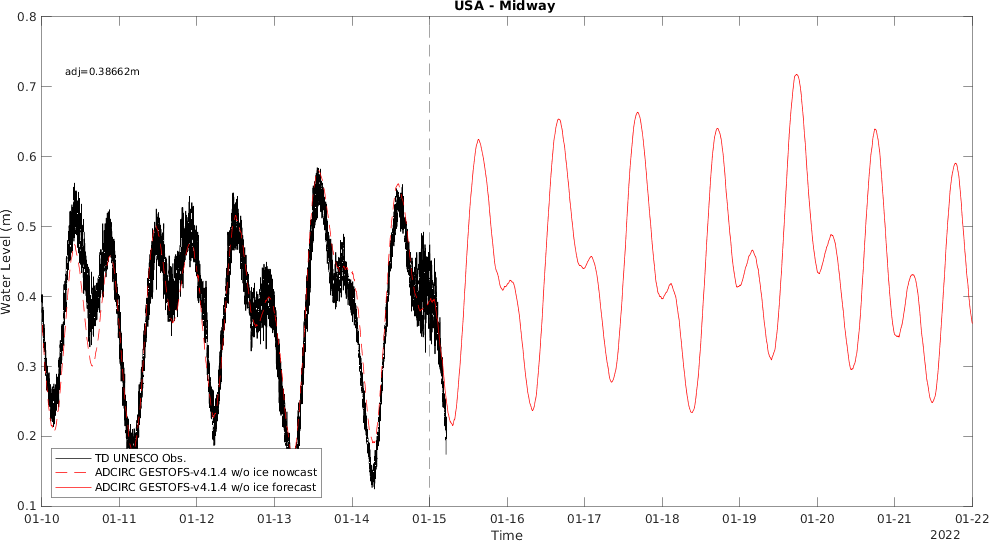 USA - Midway
adj=0.38662m
Water Level (m)
0.8
0.7
0.6
0.5
0.4
0.3
0.2
0.1
TD UNESCO Obs.
ADCIRC GESTOFS-v4.1.4 w/o ice nowcast
ADCIRC GESTOFS-v4.1.4 w/o ice forecast
01-10 01-11 01-12 01-13 01-14 01-15 01-16 01-17 01-18 01-19 01-20 01-21 01-22
Time
2022